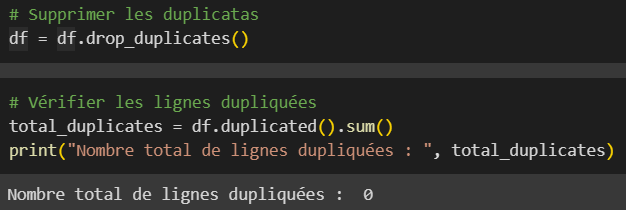 # Supprimer les duplicatas
df = df.drop_duplicates()
# Vérifier les lignes dupliquées
total_duplicates = df.duplicated().sum()
print("Nombre total de lignes dupliquées : ", total_duplicates)
Nombre total de lignes dupliquées :  0